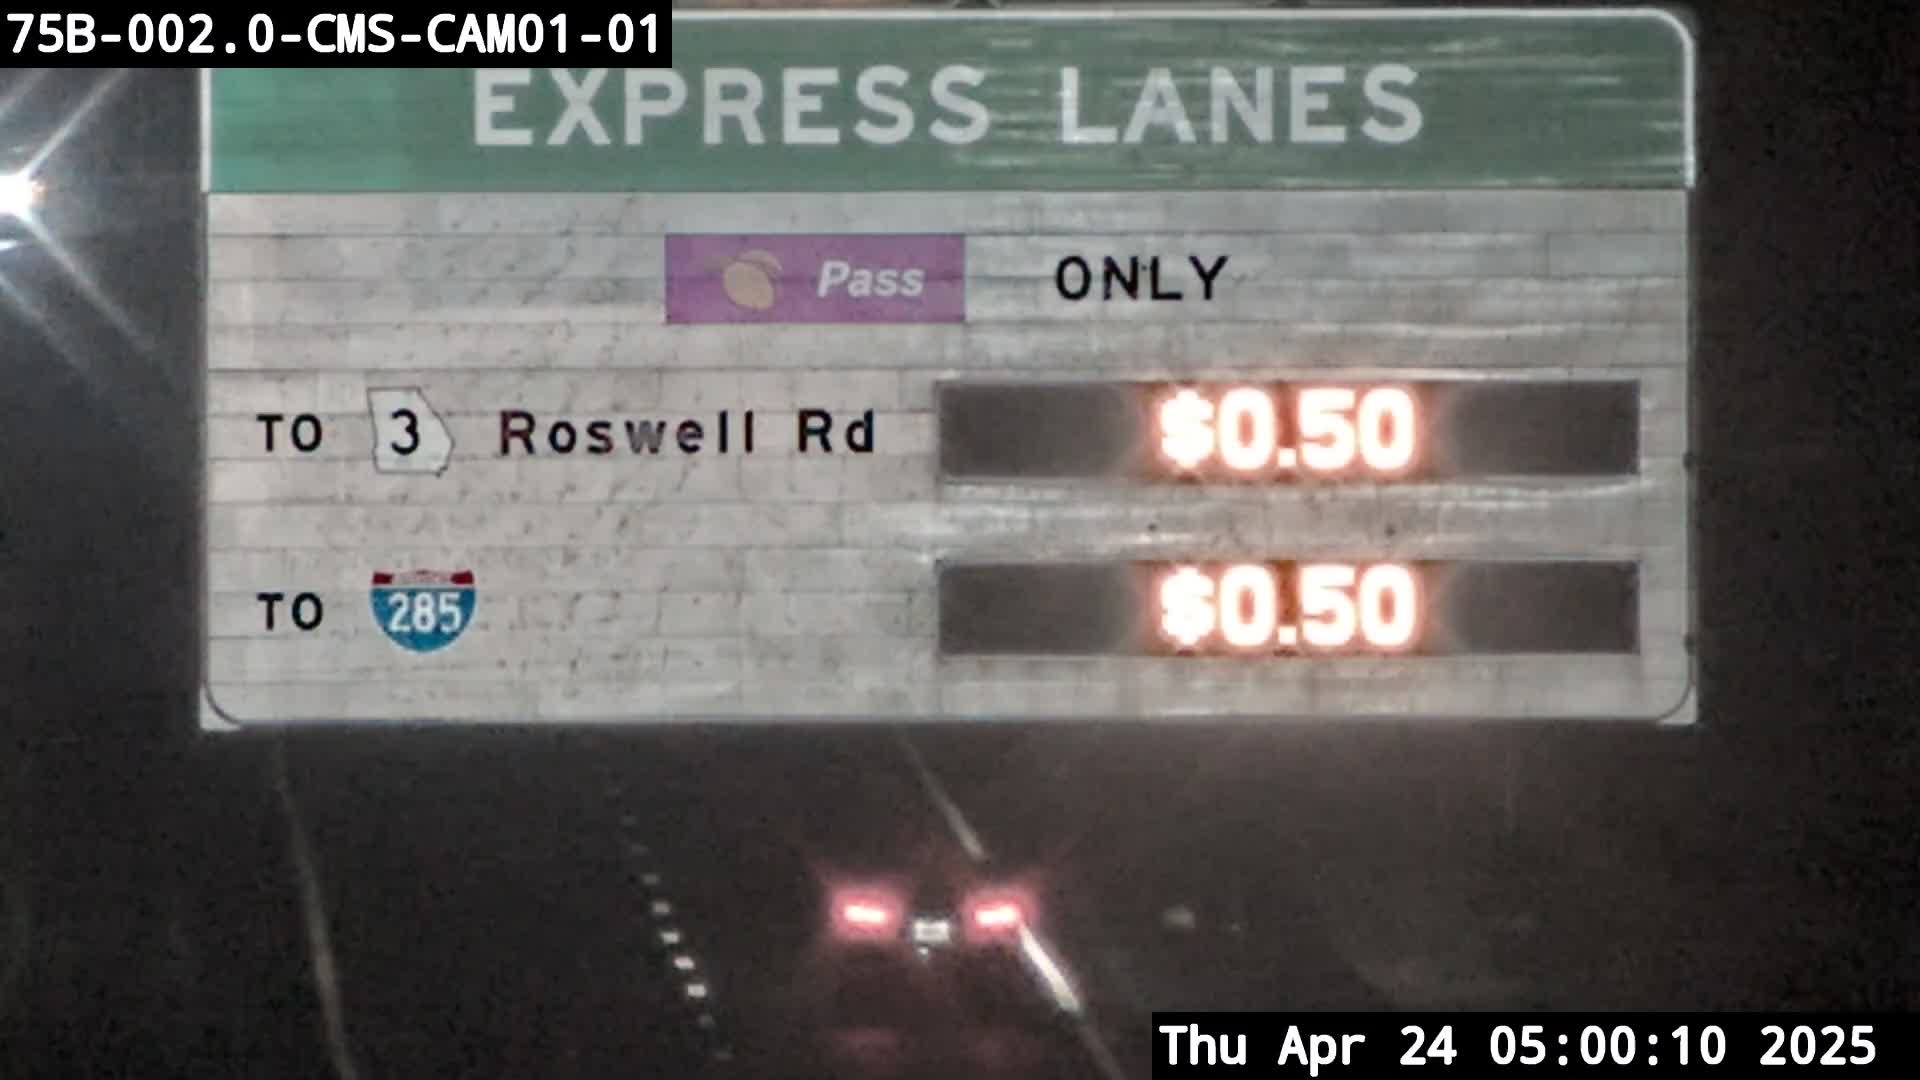 75B-002.0-CMS-CAM01-01
EXPRESS LANES
Pass ONLY
TO 3 Roswell Rd $0.50
TO 285 $0.50
Thu Apr 24 05:00:10 2025